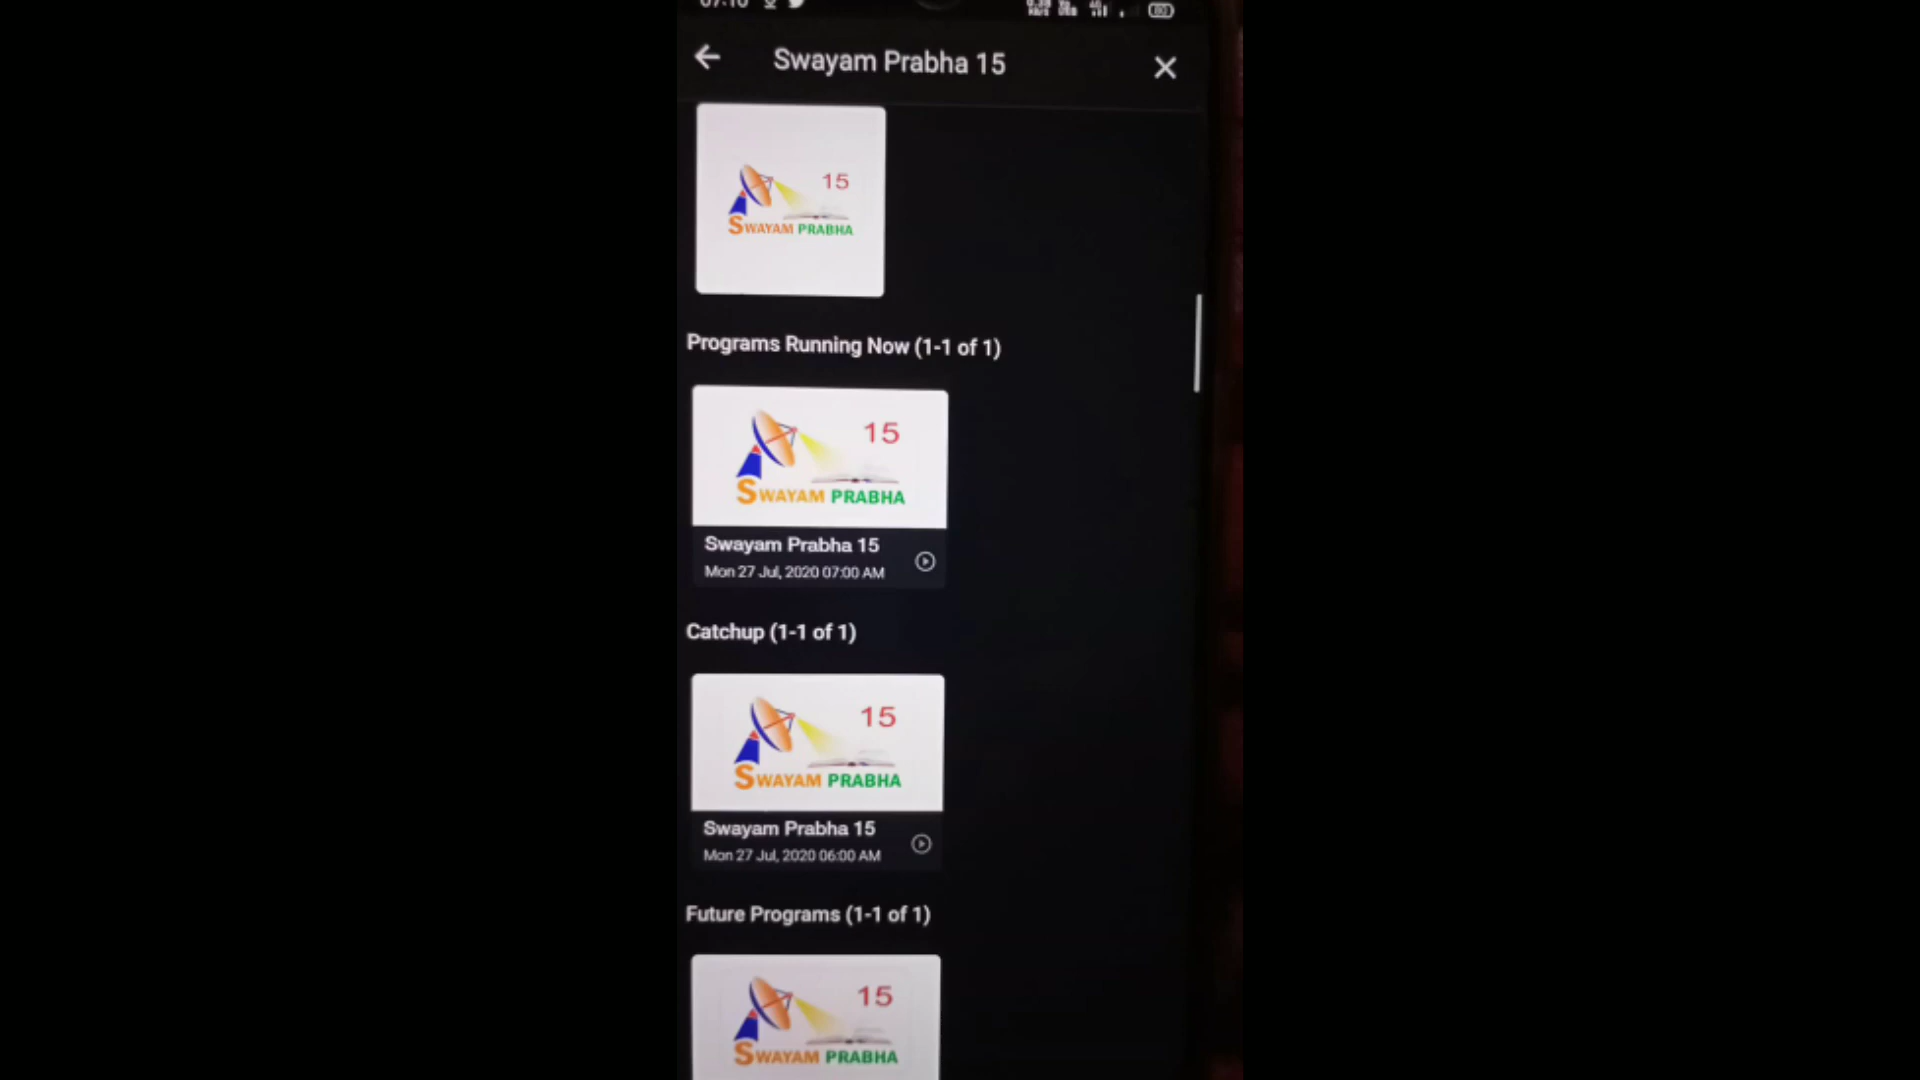 07:10
Swayam Prabha 15
15
SWAYAM PRABHA
Programs Running Now (1-1 of 1)
15
SWAYAM PRABHA
Swayam Prabha 15
Mon 27 Jul, 2020 07:00 AM
Catchup (1-1 of 1)
15
SWAYAM PRABHA
Swayam Prabha 15
Mon 27 Jul, 2020 06:00 AM
Future Programs (1-1 of 1)
15
SWAYAM PRABHA